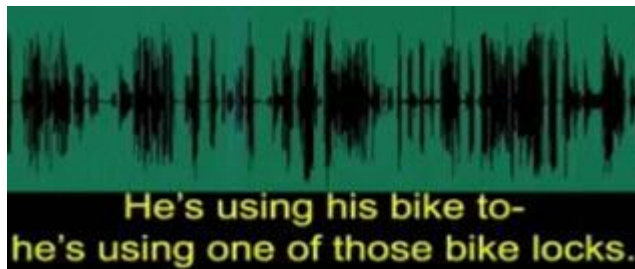 He's using his bike to-
he's using one of those bike locks.